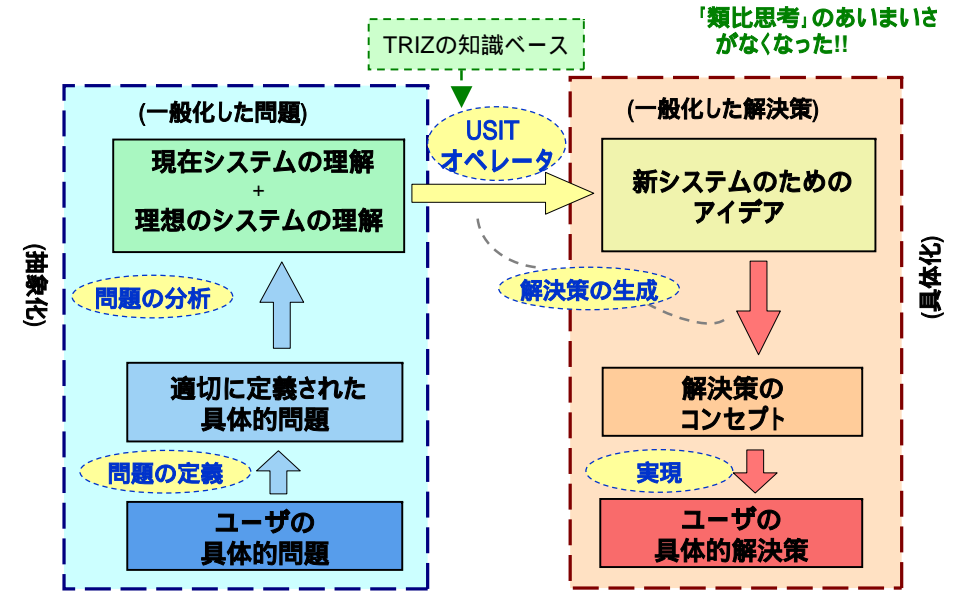 「類比思考」のあいまいさ
がなくなった!!
TRIZの知識ベース
(一般化した問題)
USIT
オペレータ
(一般化した解決策)
現在システムの理解
+
理想のシステムの理解
新システムのための
アイデア
(抽象化)
(具体化)
問題の分析
解決策の生成
適切に定義された
具体的問題
解決策の
コンセプト
問題の定義
実現
ユーザの
具体的問題
ユーザの
具体的解決策